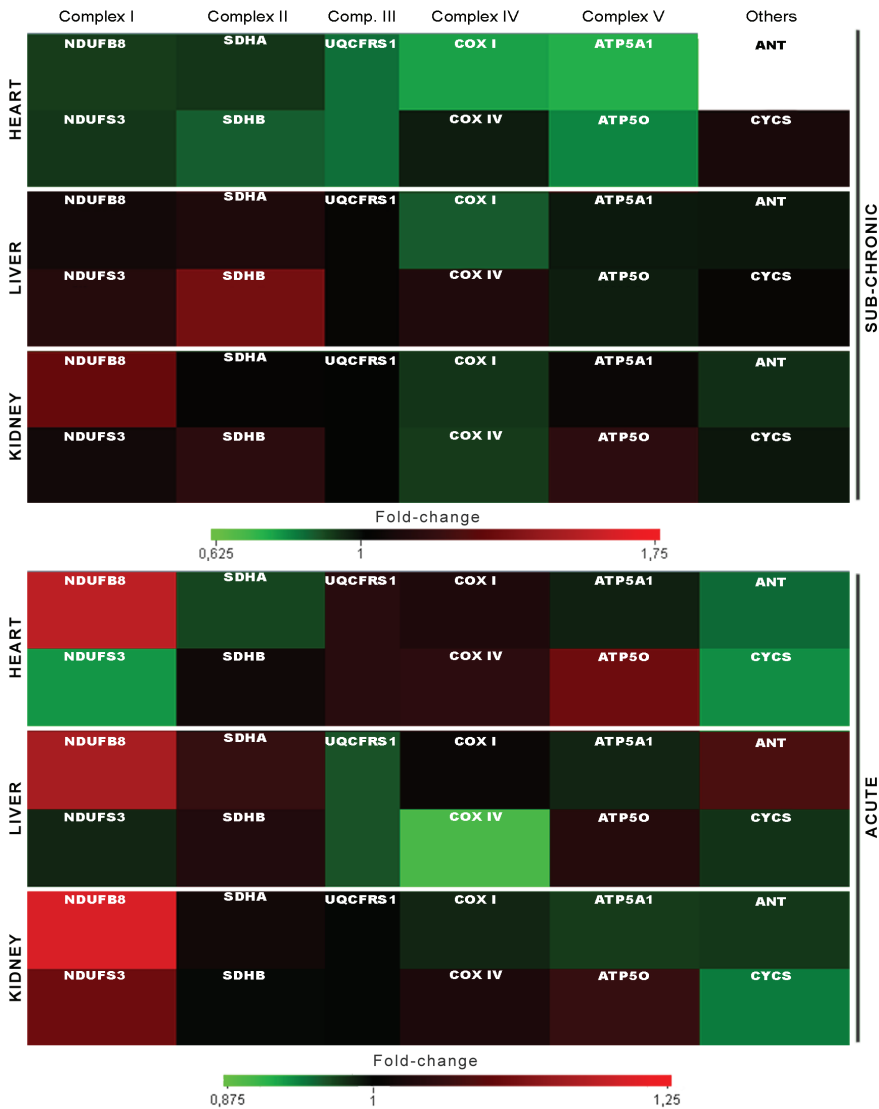 Complex I Complex II Comp. III Complex IV Complex V Others
SUB-CHRONIC
HEART
NDUFB8 SDHA UQCFRS1 COX I ATP5A1 ANT
NDUFS3 SDHB COX IV ATP5O CYCS
LIVER
NDUFB8 SDHA UQCFRS1 COX I ATP5A1 ANT
NDUFS3 SDHB COX IV ATP5O CYCS
KIDNEY
NDUFB8 SDHA UQCFRS1 COX I ATP5A1 ANT
NDUFS3 SDHB COX IV ATP5O CYCS
Fold-change
0,625 1 1,75
ACUTE
HEART
NDUFB8 SDHA UQCFRS1 COX I ATP5A1 ANT
NDUFS3 SDHB COX IV ATP5O CYCS
LIVER
NDUFB8 SDHA UQCFRS1 COX I ATP5A1 ANT
NDUFS3 SDHB COX IV ATP5O CYCS
KIDNEY
NDUFB8 SDHA UQCFRS1 COX I ATP5A1 ANT
NDUFS3 SDHB COX IV ATP5O CYCS
Fold-change
0,875 1 1,25